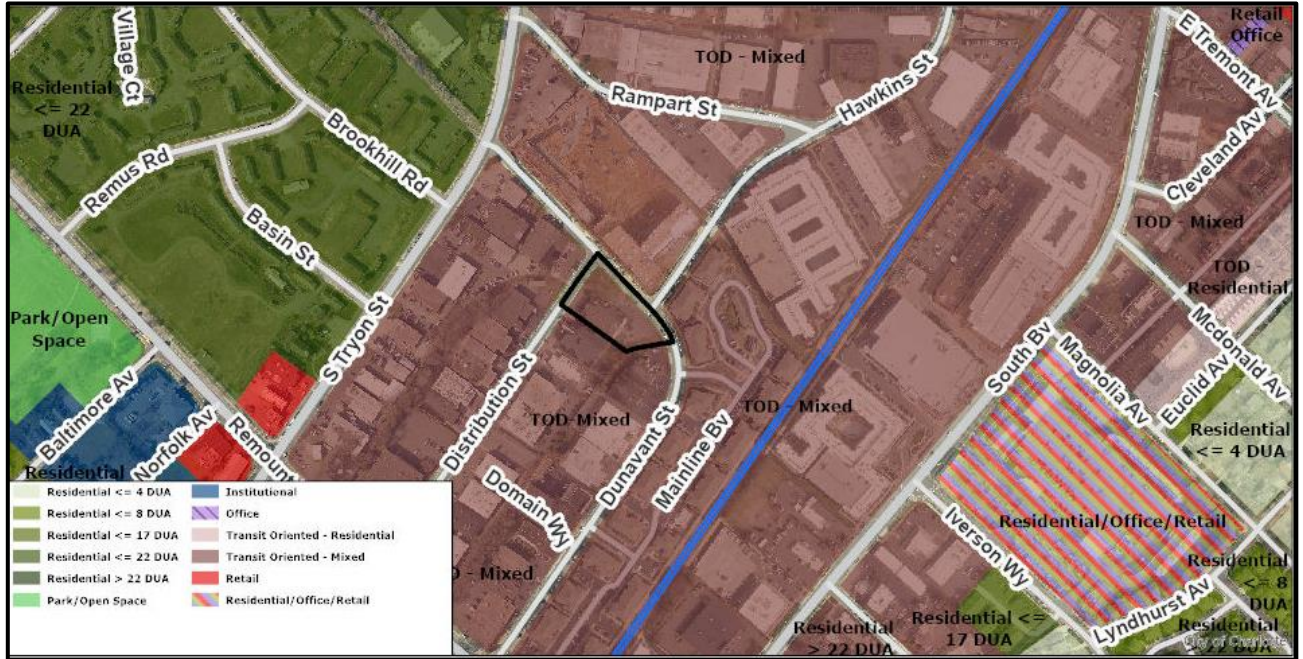 Village Ct
Residential
<= 22
DUA
Remus Rd
Brookhill Rd
Basin St
Park/Open
Space
Baltimore Av
Norfolk Av
Remount
Residential
S Tryon St
Rampart St
TOD - Mixed
Hawkins St
Retail
Office
E Tremont Av
Cleveland Av
TOD - Mixed
TOD -
Residential
Mcdonald Av
Euclid Av
Magnolia Av
South Bv
Residential
<= 4 DUA
Distribution St
TOD-Mixed
TOD - Mixed
Dunavant St
Mainline Bv
Domain Wy
D - Mixed
Iverson Wy
Residential/Office/Retail
Residential
<= 8
DUA
Lyndhurst Av
Residential <=
17 DUA
Residential
> 22 DUA
Residential
<= 22 DUA
City of Charlotte
Residential <= 4 DUA
Residential <= 8 DUA
Residential <= 17 DUA
Residential <= 22 DUA
Residential > 22 DUA
Park/Open Space
Institutional
Office
Transit Oriented - Residential
Transit Oriented - Mixed
Retail
Residential/Office/Retail